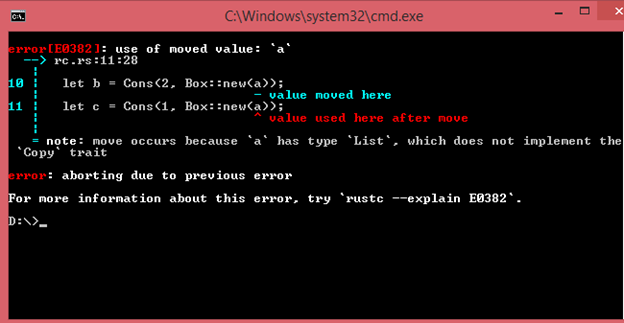 C:\Windows\system32\cmd.exe
error[E0382]: use of moved value: `a`
  --> rc.rs:11:28
   |
10 |   let b = Cons(2, Box::new(a));
   |                            - value moved here
11 |   let c = Cons(1, Box::new(a));
   |                            ^ value used here after move
   |
   = note: move occurs because `a` has type `List`, which does not implement the
 `Copy` trait
error: aborting due to previous error
For more information about this error, try `rustc --explain E0382`.
D:\>_